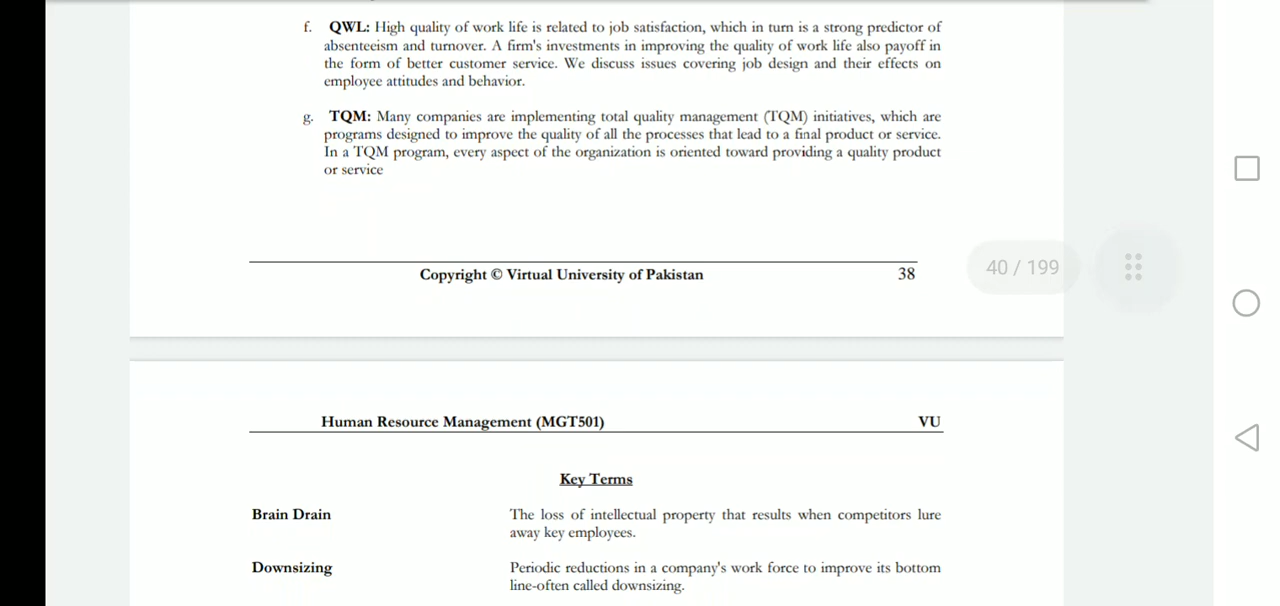 f. QWL: High quality of work life is related to job satisfaction, which in turn is a strong predictor of
absenteeism and turnover. A firm's investments in improving the quality of work life also payoff in
the form of better customer service. We discuss issues covering job design and their effects on
employee attitudes and behavior.
g. TQM: Many companies are implementing total quality management (TQM) initiatives, which are
programs designed to improve the quality of all the processes that lead to a final product or service.
In a TQM program, every aspect of the organization is oriented toward providing a quality product
or service
Copyright © Virtual University of Pakistan 38
40 / 199
Human Resource Management (MGT501) VU
Key Terms
Brain Drain The loss of intellectual property that results when competitors lure
away key employees.
Downsizing Periodic reductions in a company's work force to improve its bottom
line-often called downsizing.